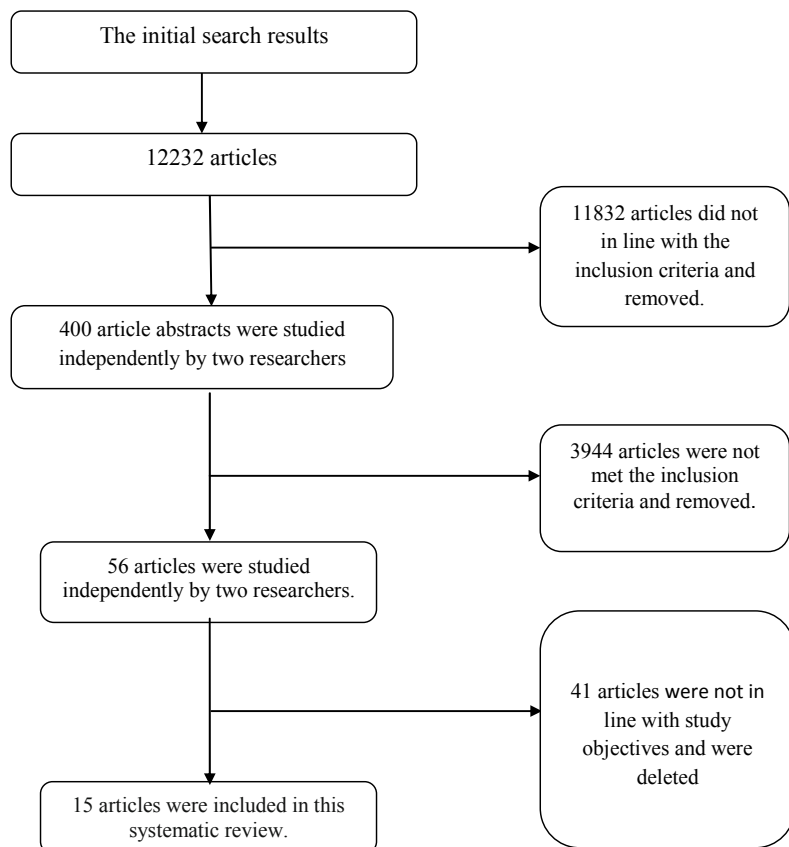 The initial search results
12232 articles
11832 articles did not
in line with the
inclusion criteria and
removed.
400 article abstracts were studied
independently by two researchers
3944 articles were not
met the inclusion
criteria and removed.
56 articles were studied
independently by two researchers.
41 articles were not in
line with study
objectives and were
deleted
15 articles were included in this
systematic review.